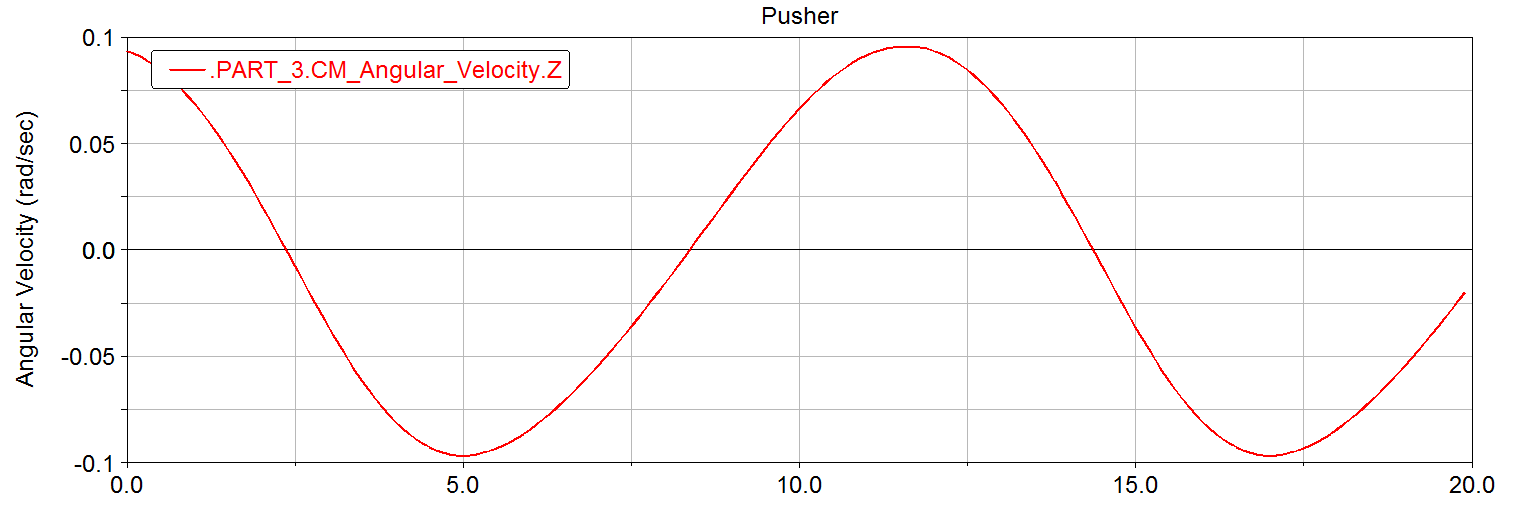 Pusher
.PART_3.CM_Angular_Velocity.Z
Angular Velocity (rad/sec)
0.1
0.05
0.0
-0.05
-0.1
0.0 5.0 10.0 15.0 20.0